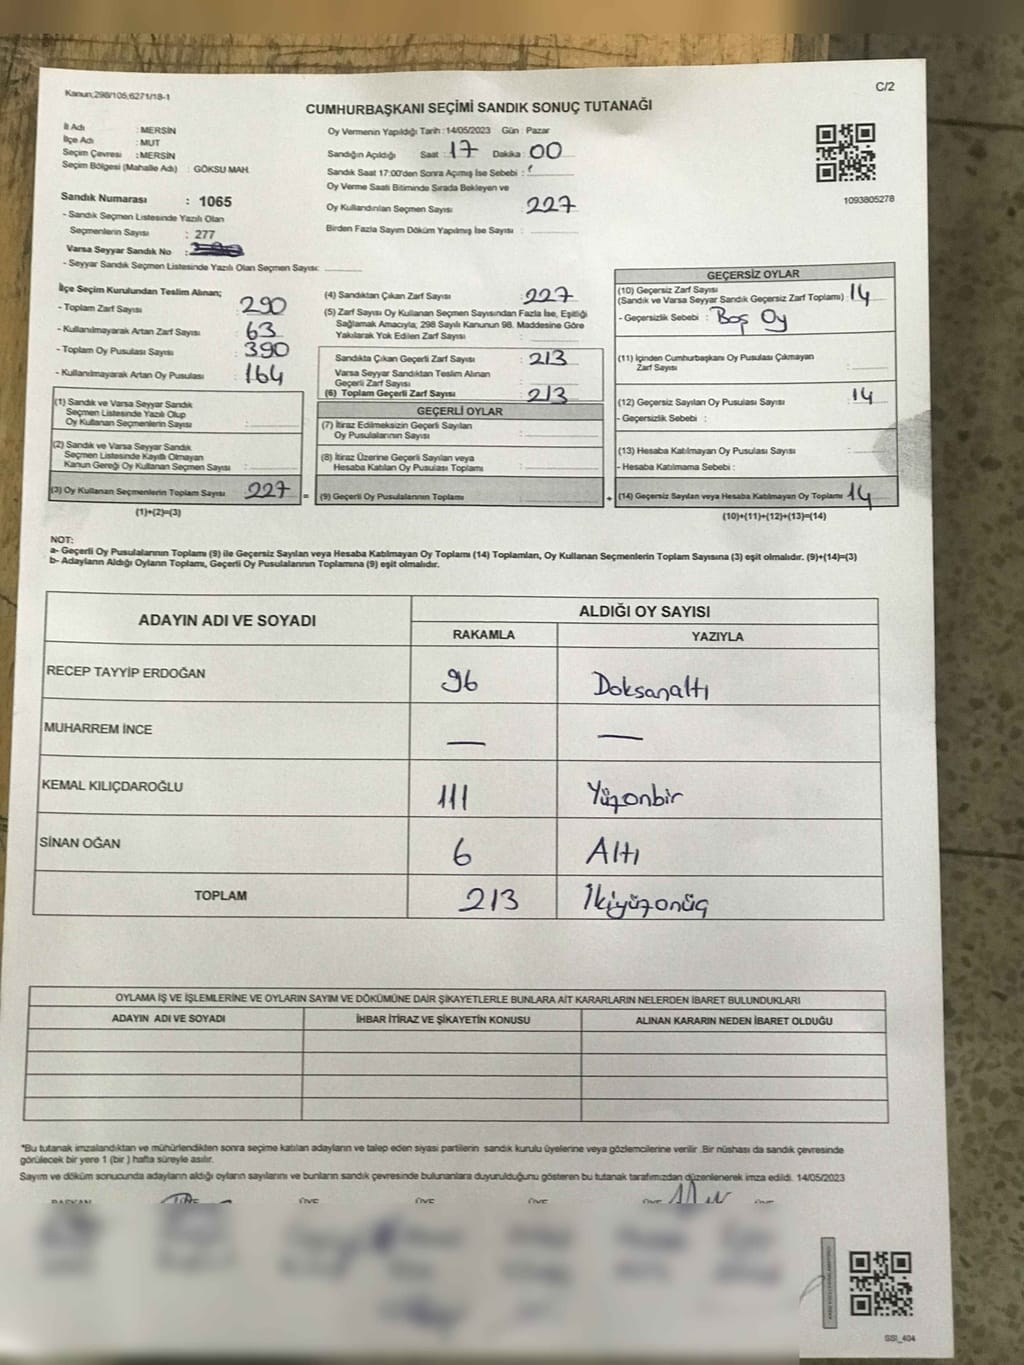 Kanun;298/105;6271/18-1
C/2
CUMHURBAŞKANI SEÇİMİ SANDIK SONUÇ TUTANAĞI
İl Adı : MERSİN
İlçe Adı : MUT
Seçim Çevresi : MERSİN
Seçim Bölgesi (Mahalle Adı) : GÖKSU MAH.
Sandık Numarası : 1065
- Sandık Seçmen Listesinde Yazılı Olan
Seçmenlerin Sayısı : 277
Varsa Seyyar Sandık No :
- Seyyar Sandık Seçmen Listesinde Yazılı Olan Seçmen Sayısı:
Oy Vermenin Yapıldığı Tarih :14/05/2023 Gün : Pazar
Sandığın Açıldığı Saat : 17 Dakika : 00
Sandık Saat 17:00'den Sonra Açılmış İse Sebebi :
Oy Verme Saati Bitiminde Sırada Bekleyen ve
Oy Kullandırılan Seçmen Sayısı : 227
Birden Fazla Sayım Döküm Yapılmış İse Sayısı :
1093805278
İlçe Seçim Kurulundan Teslim Alınan;
- Toplam Zarf Sayısı : 290
- Kullanılmayarak Artan Zarf Sayısı : 63
- Toplam Oy Pusulası Sayısı : 390
- Kullanılmayarak Artan Oy Pusulası : 164
(1) Sandık ve Varsa Seyyar Sandık
Seçmen Listesinde Yazılı Olup
Oy Kullanan Seçmenlerin Sayısı :
(2) Sandık ve Varsa Seyyar Sandık
Seçmen Listesinde Kayıtlı Olmayan
Kanun Gereği Oy Kullanan Seçmen Sayısı :
(3) Oy Kullanan Seçmenlerin Toplam Sayısı : 227
(1)+(2)=(3)
=
(4) Sandıktan Çıkan Zarf Sayısı : 227
(5) Zarf Sayısı Oy Kullanan Seçmen Sayısından Fazla İse, Eşitliği
Sağlamak Amacıyla; 298 Sayılı Kanunun 98. Maddesine Göre
Yakılarak Yok Edilen Zarf Sayısı :
Sandıkta Çıkan Geçerli Zarf Sayısı : 213
Varsa Seyyar Sandıktan Teslim Alınan
Geçerli Zarf Sayısı :
(6) Toplam Geçerli Zarf Sayısı : 213
GEÇERLİ OYLAR
(7) İtiraz Edilmeksizin Geçerli Sayılan
Oy Pusulalarının Sayısı :
(8) İtiraz Üzerine Geçerli Sayılan veya
Hesaba Katılan Oy Pusulası Toplamı :
(9) Geçerli Oy Pusulalarının Toplamı :
+
GEÇERSİZ OYLAR
(10) Geçersiz Zarf Sayısı
(Sandık ve Varsa Seyyar Sandık Geçersiz Zarf Toplamı) : 14
- Geçersizlik Sebebi : Boş Oy
(11) İçinden Cumhurbaşkanı Oy Pusulası Çıkmayan
Zarf Sayısı :
(12) Geçersiz Sayılan Oy Pusulası Sayısı : 14
- Geçersizlik Sebebi :
(13) Hesaba Katılmayan Oy Pusulası Sayısı :
- Hesaba Katılmama Sebebi :
(14) Geçersiz Sayılan veya Hesaba Katılmayan Oy Toplamı : 14
(10)+(11)+(12)+(13)=(14)
NOT:
a- Geçerli Oy Pusulalarının Toplamı (9) ile Geçersiz Sayılan veya Hesaba Katılmayan Oy Toplamı (14) Toplamları, Oy Kullanan Seçmenlerin Toplam Sayısına (3) eşit olmalıdır. (9)+(14)=(3)
b- Adayların Aldığı Oyların Toplamı, Geçerli Oy Pusulalarının Toplamına (9) eşit olmalıdır.
ADAYIN ADI VE SOYADI
ALDIĞI OY SAYISI
RAKAMLA YAZIYLA
RECEP TAYYİP ERDOĞAN 96 Doksanaltı
MUHARREM İNCE — —
KEMAL KILIÇDAROĞLU 111 Yüzonbir
SİNAN OĞAN 6 Altı
TOPLAM 213 İkiyüzonüç
OYLAMA İŞ VE İŞLEMLERİNE VE OYLARIN SAYIM VE DÖKÜMÜNE DAİR ŞİKAYETLERLE BUNLARA AİT KARARLARIN NELERDEN İBARET BULUNDUKLARI
ADAYIN ADI VE SOYADI İHBAR İTİRAZ VE ŞİKAYETİN KONUSU ALINAN KARARIN NEDEN İBARET OLDUĞU
*Bu tutanak imzalandıktan ve mühürlendikten sonra seçime katılan adayların ve talep eden siyasi partilerin sandık kurulu üyelerine veya gözlemcilerine verilir. Bir nüshası da sandık çevresinde
görülecek bir yere 1 (bir) hafta süreyle asılır.
Sayım ve döküm sonucunda adayların aldığı oyların sayılarını ve bunların sandık çevresinde bulunanlara duyurulduğunu gösteren bu tutanak tarafımızdan düzenlenerek imza edildi. 14/05/2023
BAŞKAN ÜYE ÜYE ÜYE ÜYE ÜYE
SSI_404